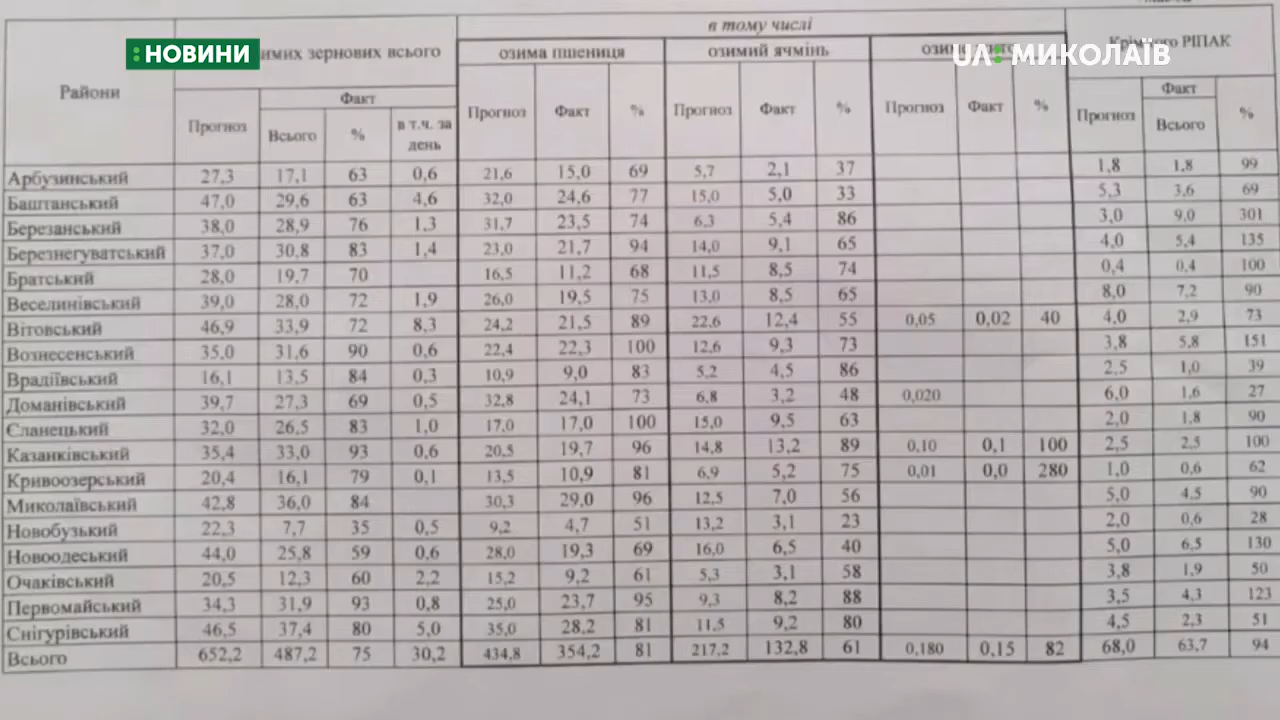 НОВИНИ
UA: МИКОЛАЇВ
в тому числі
зернових всього озима пшениця озимий ячмінь РІПАК
Райони Прогноз Факт Прогноз Факт % Прогноз Факт % Прогноз Факт % Прогноз Факт %
Всього % в т.ч. за день Всього
Арбузинський 27,3 17,1 63 0,6 21,6 15,0 69 5,7 2,1 37 1,8 1,8 99
Баштанський 47,0 29,6 63 4,6 32,0 24,6 77 15,0 5,0 33 5,3 3,6 69
Березанський 38,0 28,9 76 1,3 31,7 23,5 74 6,3 5,4 86 3,0 9,0 301
Березнегуватський 37,0 30,8 83 1,4 23,0 21,7 94 14,0 9,1 65 4,0 5,4 135
Братський 28,0 19,7 70 16,5 11,2 68 11,5 8,5 74 0,4 0,4 100
Веселинівський 39,0 28,0 72 1,9 26,0 19,5 75 13,0 8,5 65 8,0 7,2 90
Вітовський 46,9 33,9 72 8,3 24,2 21,5 89 22,6 12,4 55 0,05 0,02 40 4,0 2,9 73
Вознесенський 35,0 31,6 90 0,6 22,4 22,3 100 12,6 9,3 73 3,8 5,8 151
Врадіївський 16,1 13,5 84 0,3 10,9 9,0 83 5,2 4,5 86 2,5 1,0 39
Доманівський 39,7 27,3 69 0,5 32,8 24,1 73 6,8 3,2 48 0,020 6,0 1,6 27
Єланецький 32,0 26,5 83 1,0 17,0 17,0 100 15,0 9,5 63 2,0 1,8 90
Казанківський 35,4 33,0 93 0,6 20,5 19,7 96 14,8 13,2 89 0,10 0,1 100 2,5 2,5 100
Кривоозерський 20,4 16,1 79 0,1 13,5 10,9 81 6,9 5,2 75 0,01 0,0 280 1,0 0,6 62
Миколаївський 42,8 36,0 84 30,3 29,0 96 12,5 7,0 56 5,0 4,5 90
Новобузький 22,3 7,7 35 0,5 9,2 4,7 51 13,2 3,1 23 2,0 0,6 28
Новоодеський 44,0 25,8 59 0,6 28,0 19,3 69 16,0 6,5 40 5,0 6,5 130
Очаківський 20,5 12,3 60 2,2 15,2 9,2 61 5,3 3,1 58 3,8 1,9 50
Первомайський 34,3 31,9 93 0,8 25,0 23,7 95 9,3 8,2 88 3,5 4,3 123
Снігурівський 46,5 37,4 80 5,0 35,0 28,2 81 11,5 9,2 80 4,5 2,3 51
Всього 652,2 487,2 75 30,2 434,8 354,2 81 217,2 132,8 61 0,180 0,15 82 68,0 63,7 94